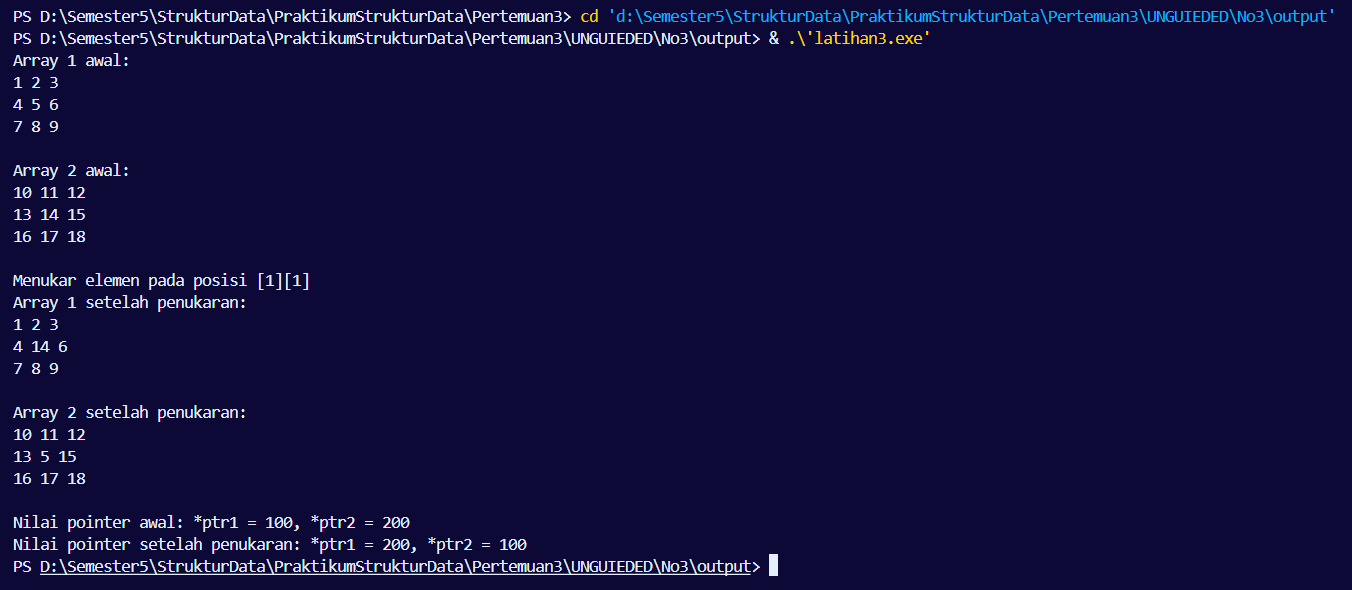 PS D:\Semester5\StrukturData\PraktikumStrukturData\Pertemuan3> cd 'd:\Semester5\StrukturData\PraktikumStrukturData\Pertemuan3\UNGUIEDED\No3\output'
PS D:\Semester5\StrukturData\PraktikumStrukturData\Pertemuan3\UNGUIEDED\No3\output> & .\'latihan3.exe'
Array 1 awal:
1 2 3
4 5 6
7 8 9

Array 2 awal:
10 11 12
13 14 15
16 17 18

Menukar elemen pada posisi [1][1]
Array 1 setelah penukaran:
1 2 3
4 14 6
7 8 9

Array 2 setelah penukaran:
10 11 12
13 5 15
16 17 18

Nilai pointer awal: *ptr1 = 100, *ptr2 = 200
Nilai pointer setelah penukaran: *ptr1 = 200, *ptr2 = 100
PS D:\Semester5\StrukturData\PraktikumStrukturData\Pertemuan3\UNGUIEDED\No3\output>